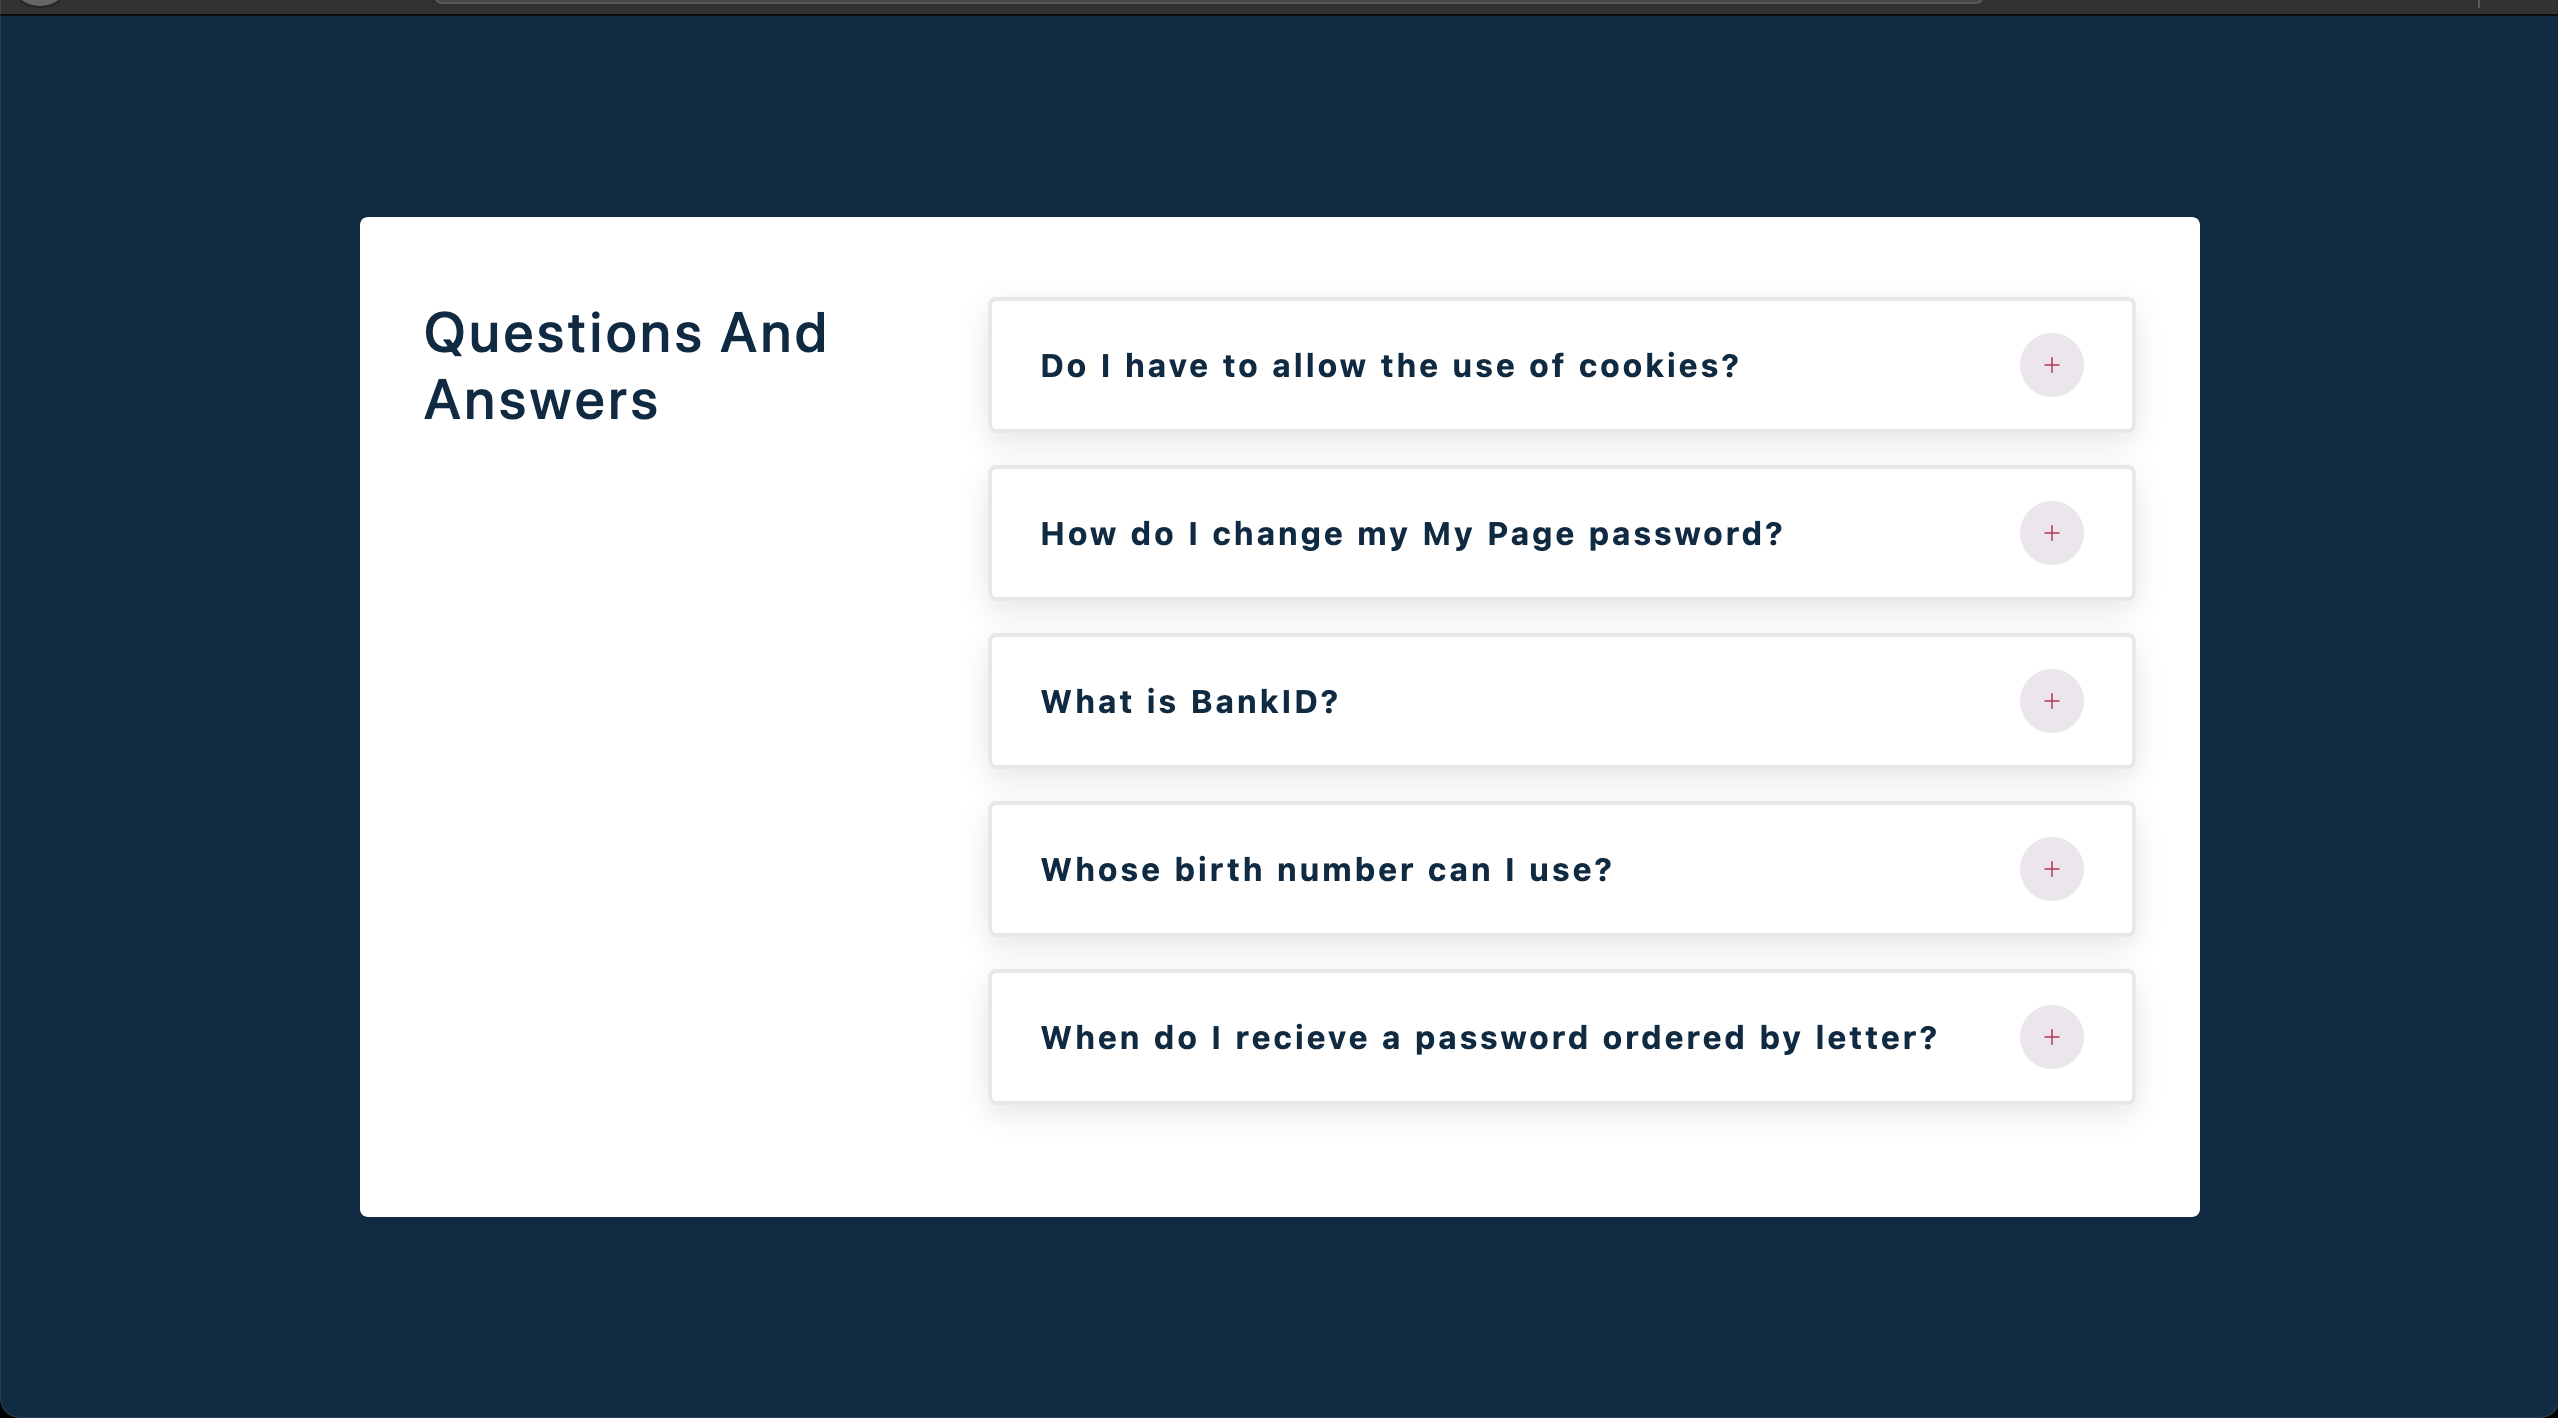 Questions And
Answers
Do I have to allow the use of cookies?
How do I change my My Page password?
What is BankID?
Whose birth number can I use?
When do I recieve a password ordered by letter?